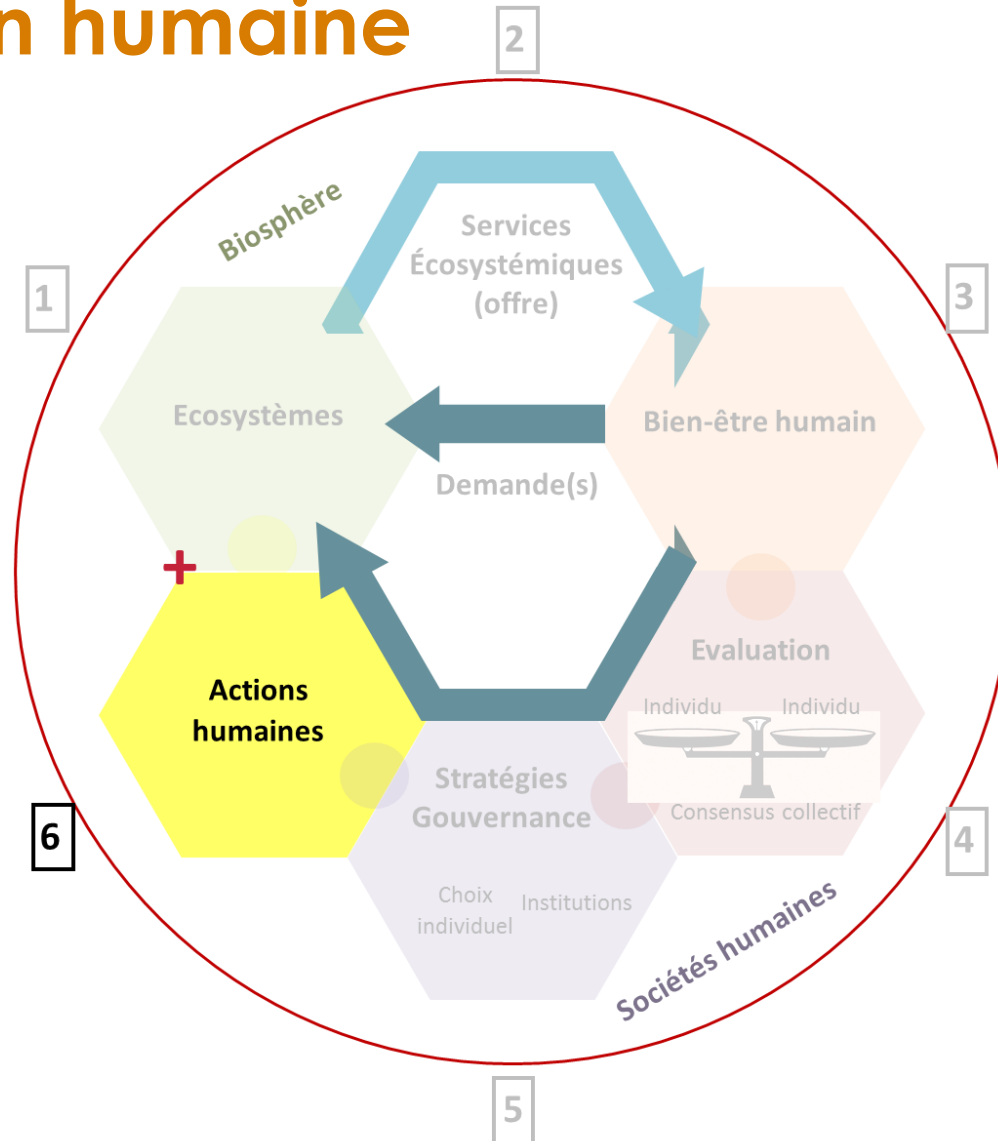 n humaine
2
Biosphère
Services
Écosystémiques
(offre)
1
3
Ecosystèmes
Bien-être humain
Demande(s)
+
Evaluation
Actions
humaines
Individu
Individu
Stratégies
Gouvernance
Consensus collectif
6
4
Choix
individuel
Institutions
Sociétés humaines
5